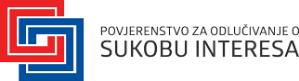 POVJERENSTVO ZA ODLUČIVANJE O
SUKOBU INTERESA